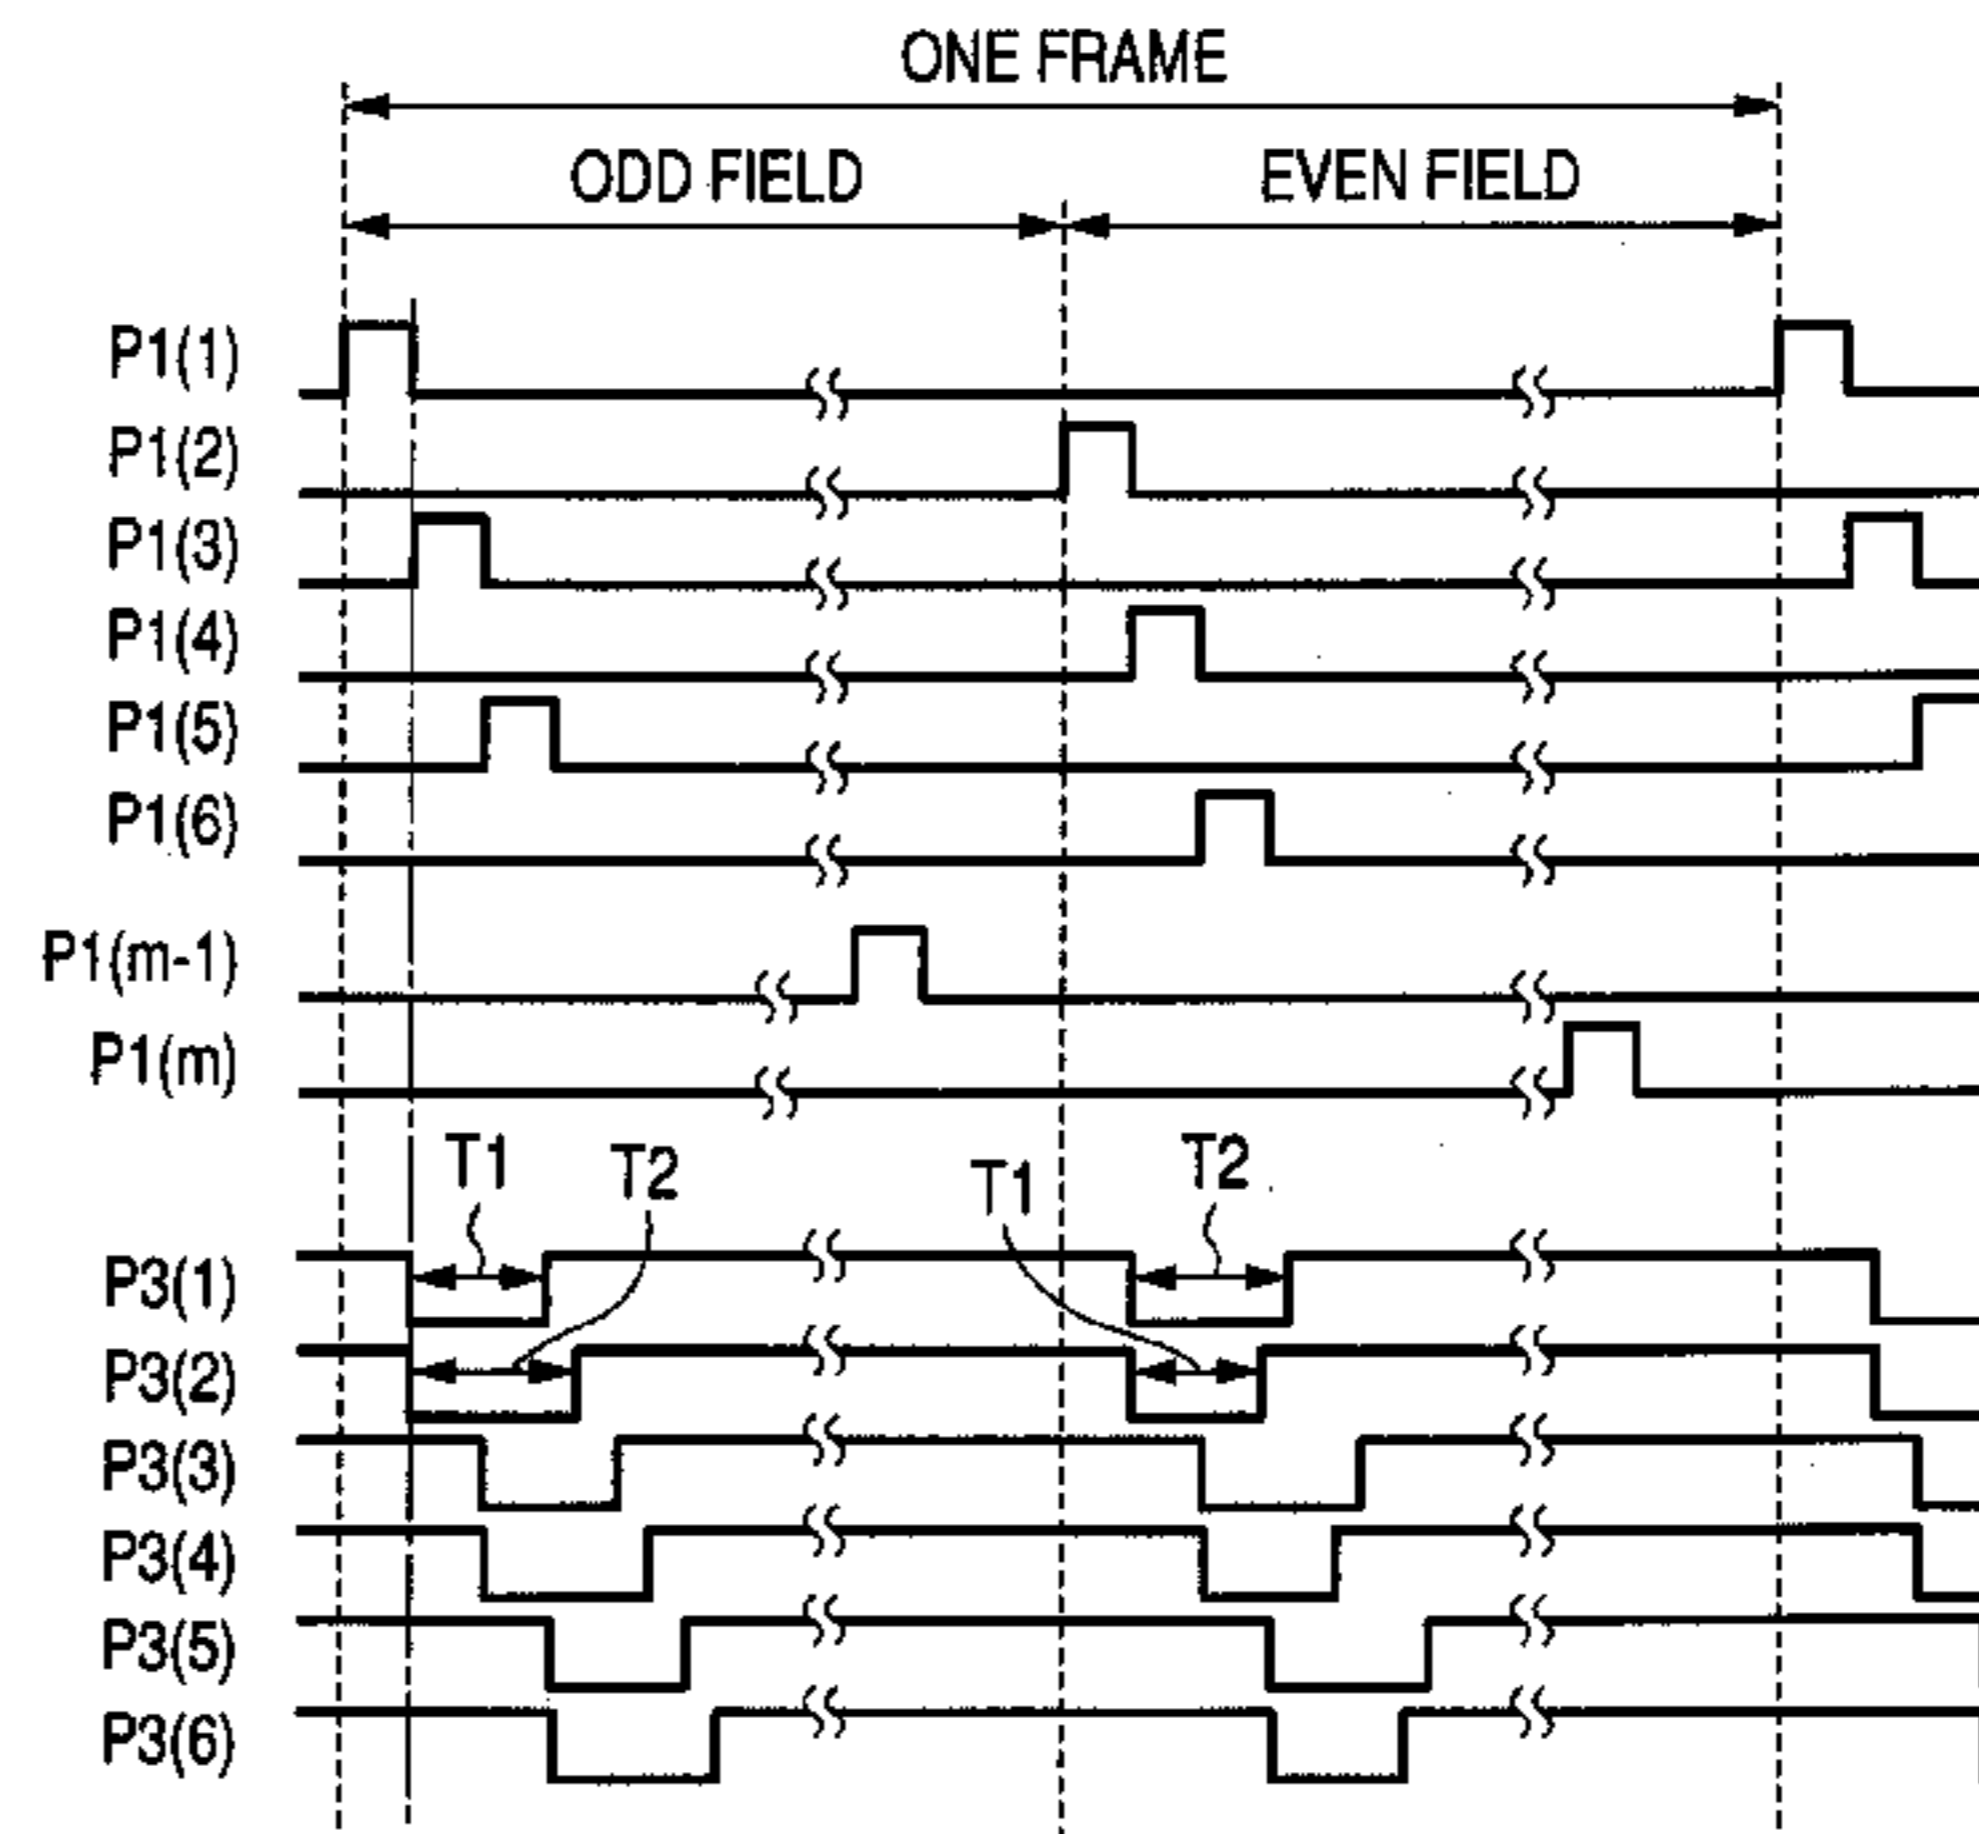 ONE FRAME
ODD FIELD EVEN FIELD
P1(1)
P1(2)
P1(3)
P1(4)
P1(5)
P1(6)
P1(m-1)
P1(m)
T1 T2 T1 T2
P3(1)
P3(2)
P3(3)
P3(4)
P3(5)
P3(6)